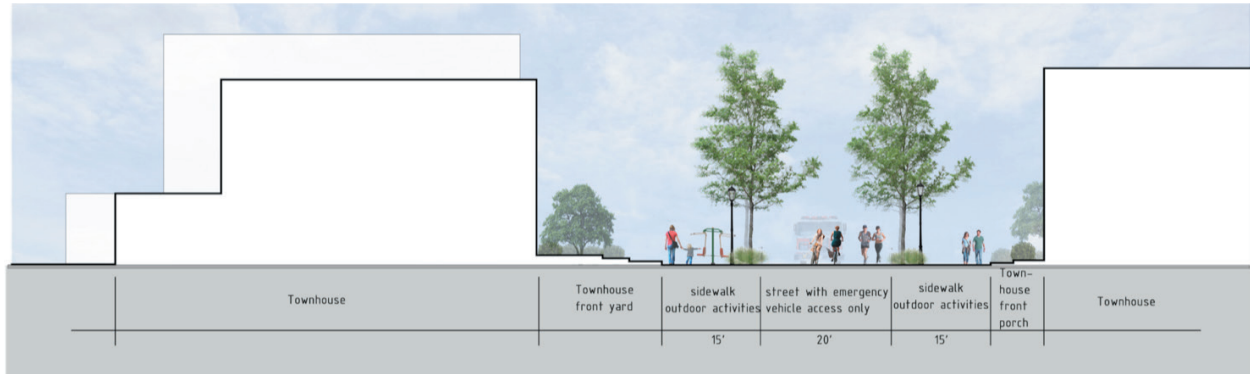 Townhouse
Townhouse
front yard
sidewalk
outdoor activities
street with emergency
vehicle access only
sidewalk
outdoor activities
Town-
house
front
porch
Townhouse
15'
20'
15'